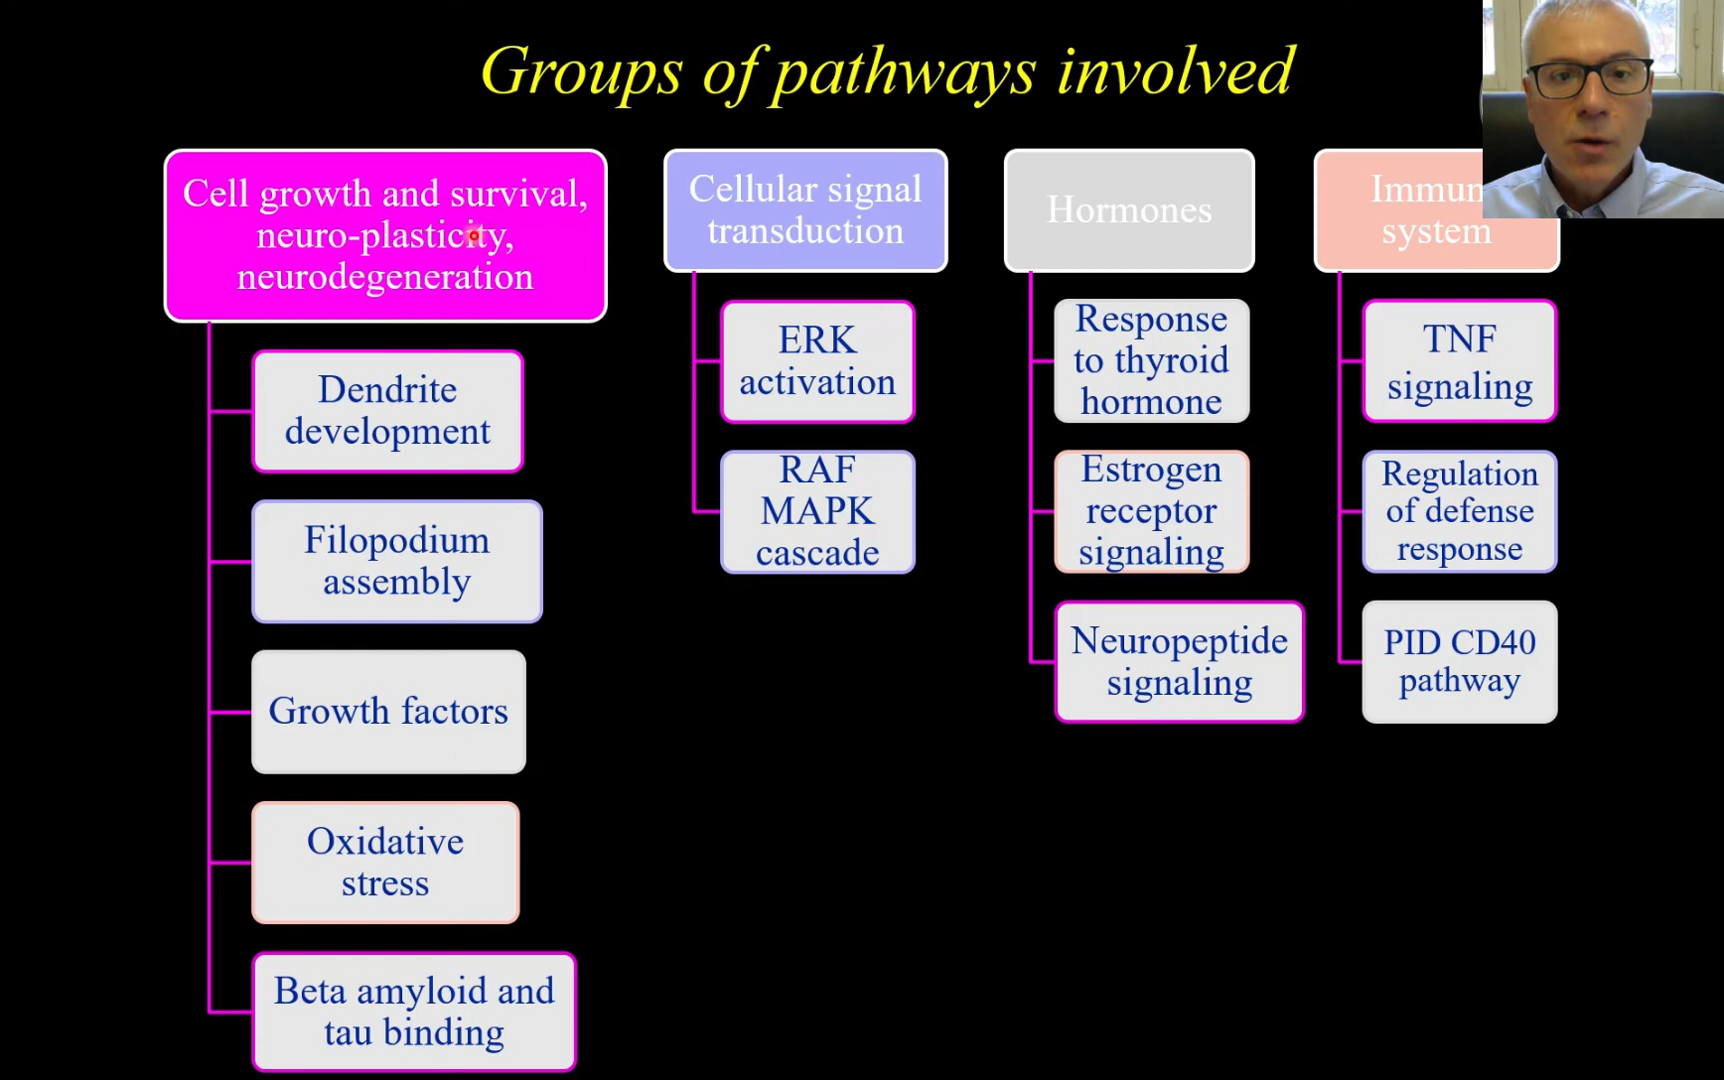 Groups of pathways involved
Cell growth and survival,
neuro-plasticity,
neurodegeneration
Dendrite
development
Filopodium
assembly
Growth factors
Oxidative
stress
Beta amyloid and
tau binding
Cellular signal
transduction
ERK
activation
RAF
MAPK
cascade
Hormones
Response
to thyroid
hormone
Estrogen
receptor
signaling
Neuropeptide
signaling
Immun
system
TNF
signaling
Regulation
of defense
response
PID CD40
pathway